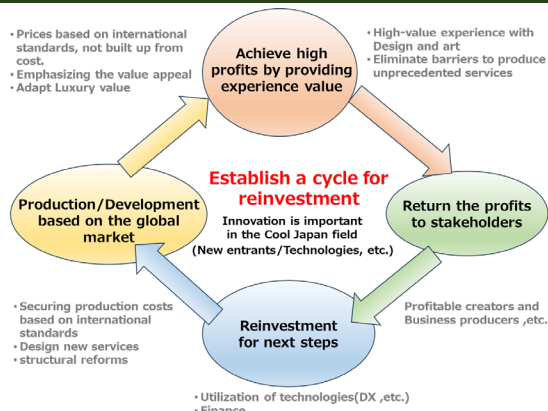 • Prices based on international
standards, not built up from
cost.
• Emphasizing the value appeal
• Adapt Luxury value
Achieve high
profits by providing
experience value
• High-value experience with
Design and art
• Eliminate barriers to produce
unprecedented services
Establish a cycle for
reinvestment
Innovation is important
in the Cool Japan field
(New entrants/Technologies, etc.)
Production/Development
based on the global
market
Return the profits
to stakeholders
• Securing production costs
based on international
standards
• Design new services
• structural reforms
Reinvestment
for next steps
Profitable creators and
Business producers ,etc.
• Utilization of technologies(DX ,etc.)
• Finance